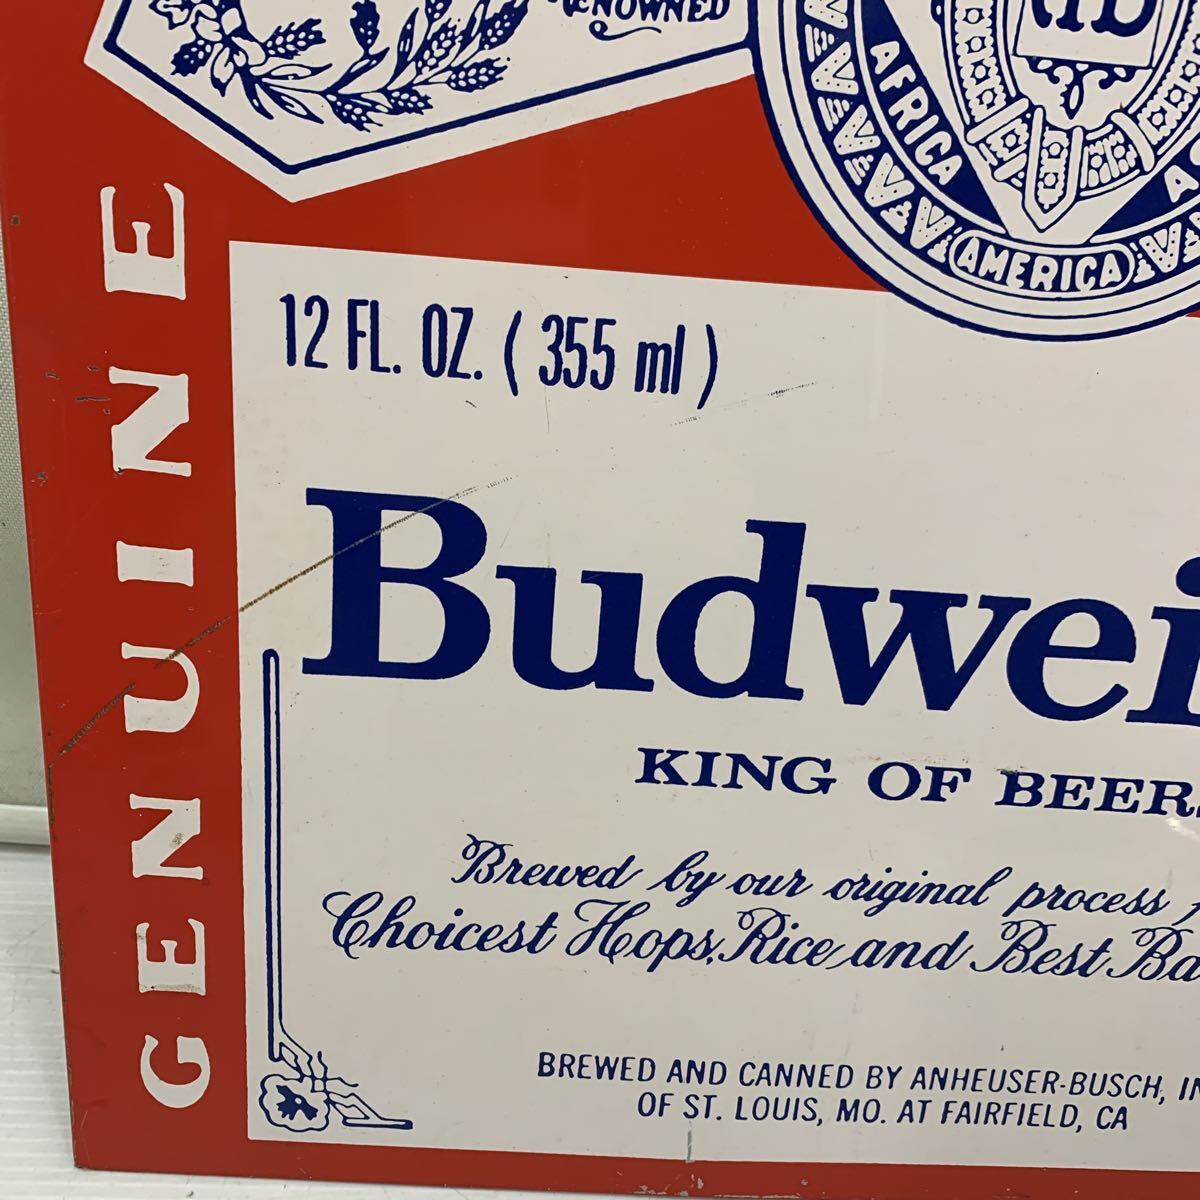 RENOWNED
AFRICA
AMERICA
GENUINE
12 FL. OZ. (355 ml)
Budwei
KING OF BEERS
Brewed by our original process
Choicest Hops, Rice and Best Ba
BREWED AND CANNED BY ANHEUSER-BUSCH, IN
OF ST. LOUIS, MO. AT FAIRFIELD, CA